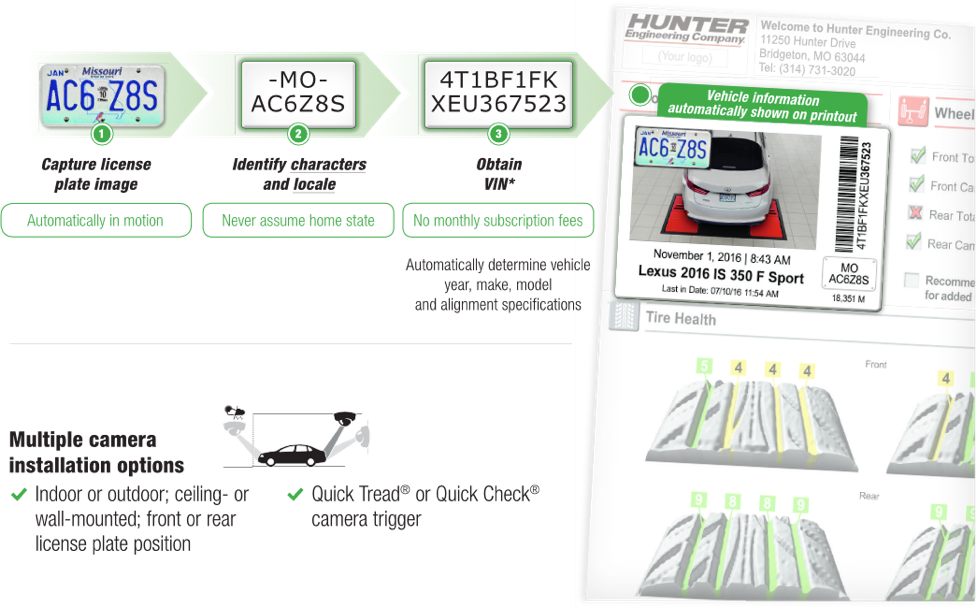 JAN
Missouri
AC6 Z8S
1
Capture license
plate image
Automatically in motion
-MO-
AC6Z8S
2
Identify characters
and locale
Never assume home state
4T1BF1FK
XEU367523
3
Obtain
VIN*
No monthly subscription fees
Automatically determine vehicle
year, make, model
and alignment specifications
Multiple camera
installation options
Indoor or outdoor; ceiling- or
wall-mounted; front or rear
license plate position
Quick Tread® or Quick Check®
camera trigger
HUNTER
Engineering Company
(Your logo)
Welcome to Hunter Engineering Co.
11250 Hunter Drive
Bridgeton, MO 63044
Tel: (314) 731-3020
Vehicle information
automatically shown on printout
JAN
Missouri
AC6 Z8S
4T1BF1FKXEU367523
November 1, 2016 | 8:43 AM
Lexus 2016 IS 350 F Sport
Last in Date: 07/10/16 11:54 AM
MO
AC6Z8S
18,351 M
Wheel
Front To
Front Ca
Rear Tota
Rear Cam
Recomme
for added
Tire Health
Front
5 4 4 4
4
Rear
9 8 8 9
9